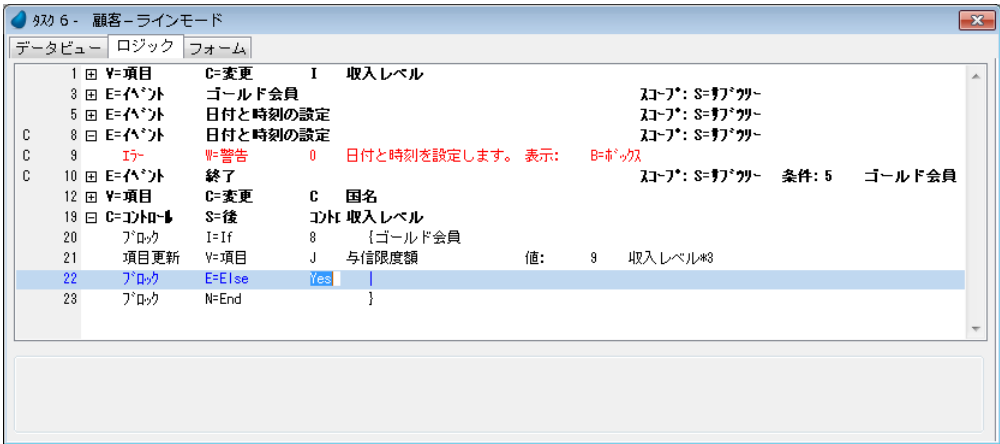 ﾀｽｸ 6 - 顧客－ラインモード
データビュー ロジック フォーム
1 V=項目 C=変更 I 収入レベル
3 E=ｲﾍﾞﾝﾄ ゴールド会員 ｽｺｰﾌﾟ: S=ｻﾌﾞﾂﾘｰ
5 E=ｲﾍﾞﾝﾄ 日付と時刻の設定 ｽｺｰﾌﾟ: S=ｻﾌﾞﾂﾘｰ
C 8 E=ｲﾍﾞﾝﾄ 日付と時刻の設定 ｽｺｰﾌﾟ: S=ｻﾌﾞﾂﾘｰ
C 9 ｴﾗｰ W=警告 0 日付と時刻を設定します。 表示: B=ﾎﾞｯｸｽ
C 10 E=ｲﾍﾞﾝﾄ 終了 ｽｺｰﾌﾟ: S=ｻﾌﾞﾂﾘｰ 条件: 5 ゴールド会員
12 V=項目 C=変更 C 国名
19 C=ｺﾝﾄﾛｰﾙ S=後 ｺﾝﾄﾛ 収入レベル
20 ﾌﾞﾛｯｸ I=If 8 {ゴールド会員
21 項目更新 V=項目 J 与信限度額 値: 9 収入レベル*3
22 ﾌﾞﾛｯｸ E=Else Yes |
23 ﾌﾞﾛｯｸ N=End }